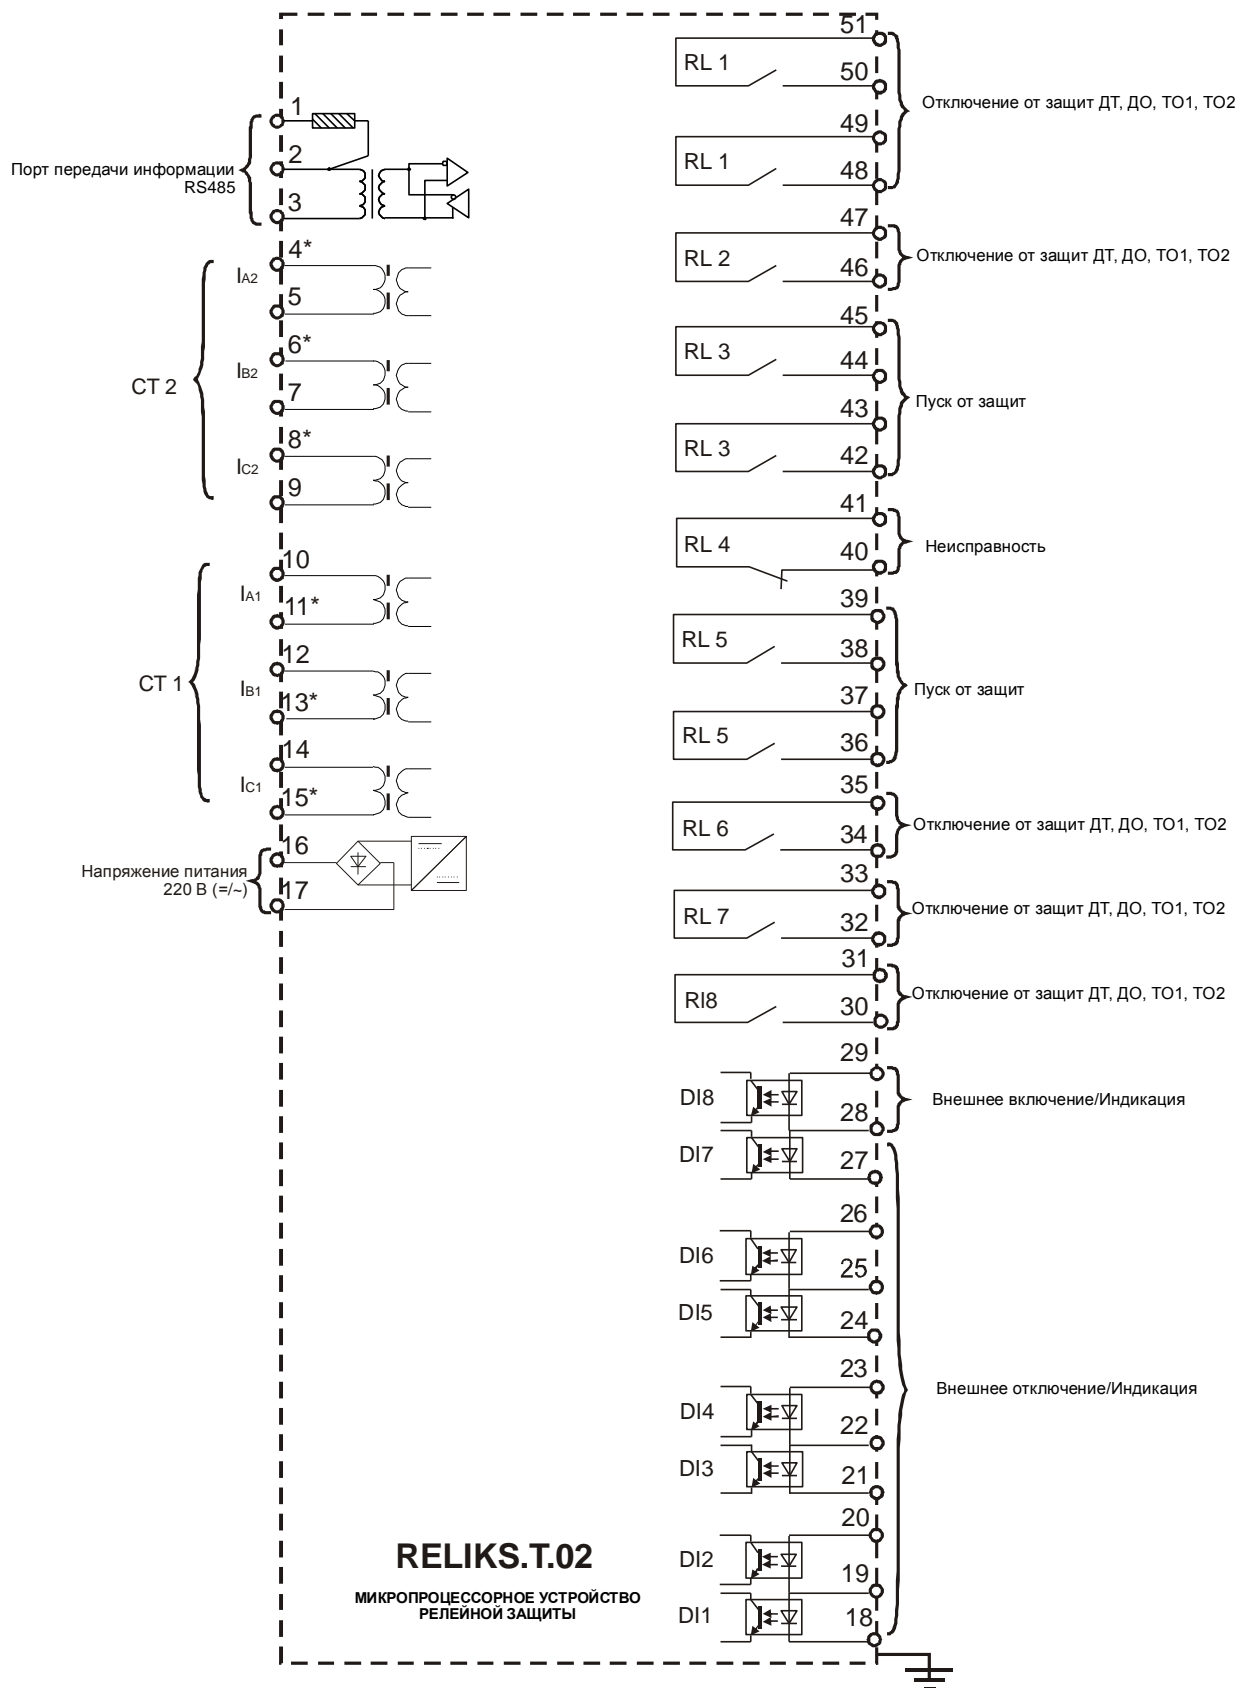 1
2
3
Порт передачи информации
RS485
4*
IA2
5
6*
IB2
7
CT 2
8*
IC2
9
10
IA1
11*
12
CT 1
IB1
13*
14
IC1
15*
16
Напряжение питания
220 В (=/~)
17
51
RL 1
50
Отключение от защит ДТ, ДО, ТО1, ТО2
49
RL 1
48
47
RL 2
46
Отключение от защит ДТ, ДО, ТО1, ТО2
45
RL 3
44
Пуск от защит
43
RL 3
42
41
RL 4
40
Неисправность
39
RL 5
38
Пуск от защит
37
RL 5
36
35
RL 6
34
Отключение от защит ДТ, ДО, ТО1, ТО2
33
RL 7
32
Отключение от защит ДТ, ДО, ТО1, ТО2
31
Rl8
30
Отключение от защит ДТ, ДО, ТО1, ТО2
29
DI8
28
Внешнее включение/Индикация
DI7
27
26
DI6
25
DI5
24
23
Внешнее отключение/Индикация
DI4
22
DI3
21
20
DI2
19
DI1
18
RELIKS.T.02
МИКРОПРОЦЕССОРНОЕ УСТРОЙСТВО
РЕЛЕЙНОЙ ЗАЩИТЫ